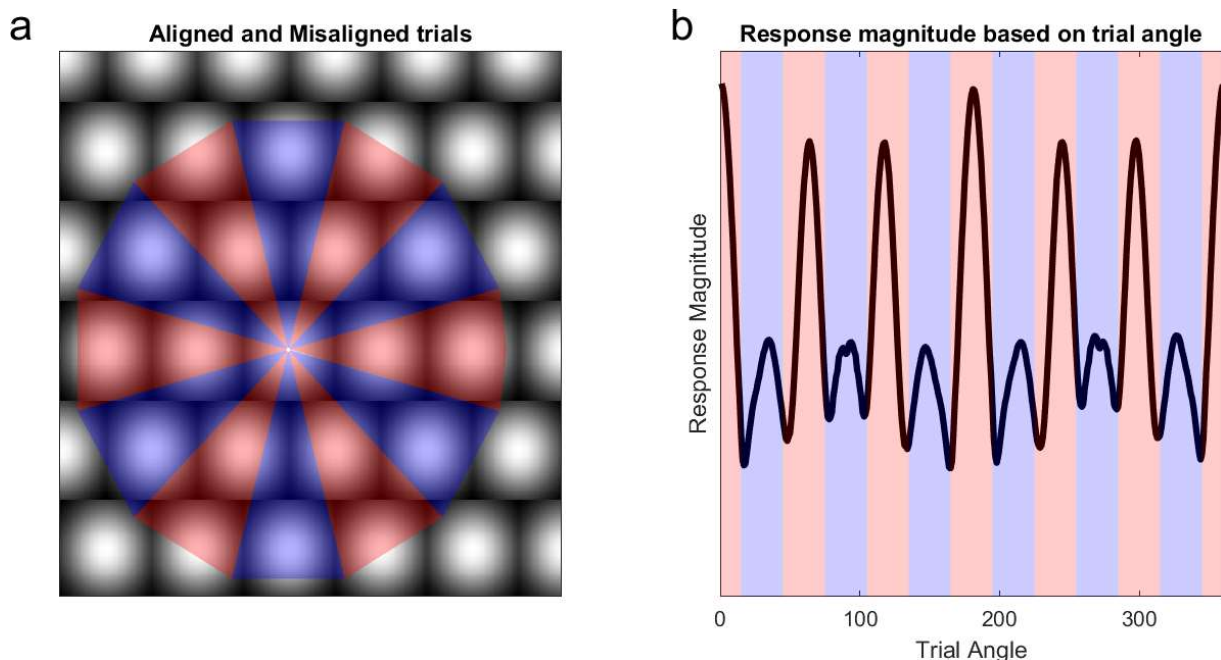 a
Aligned and Misaligned trials
b
Response magnitude based on trial angle
Response Magnitude
0 100 200 300
Trial Angle